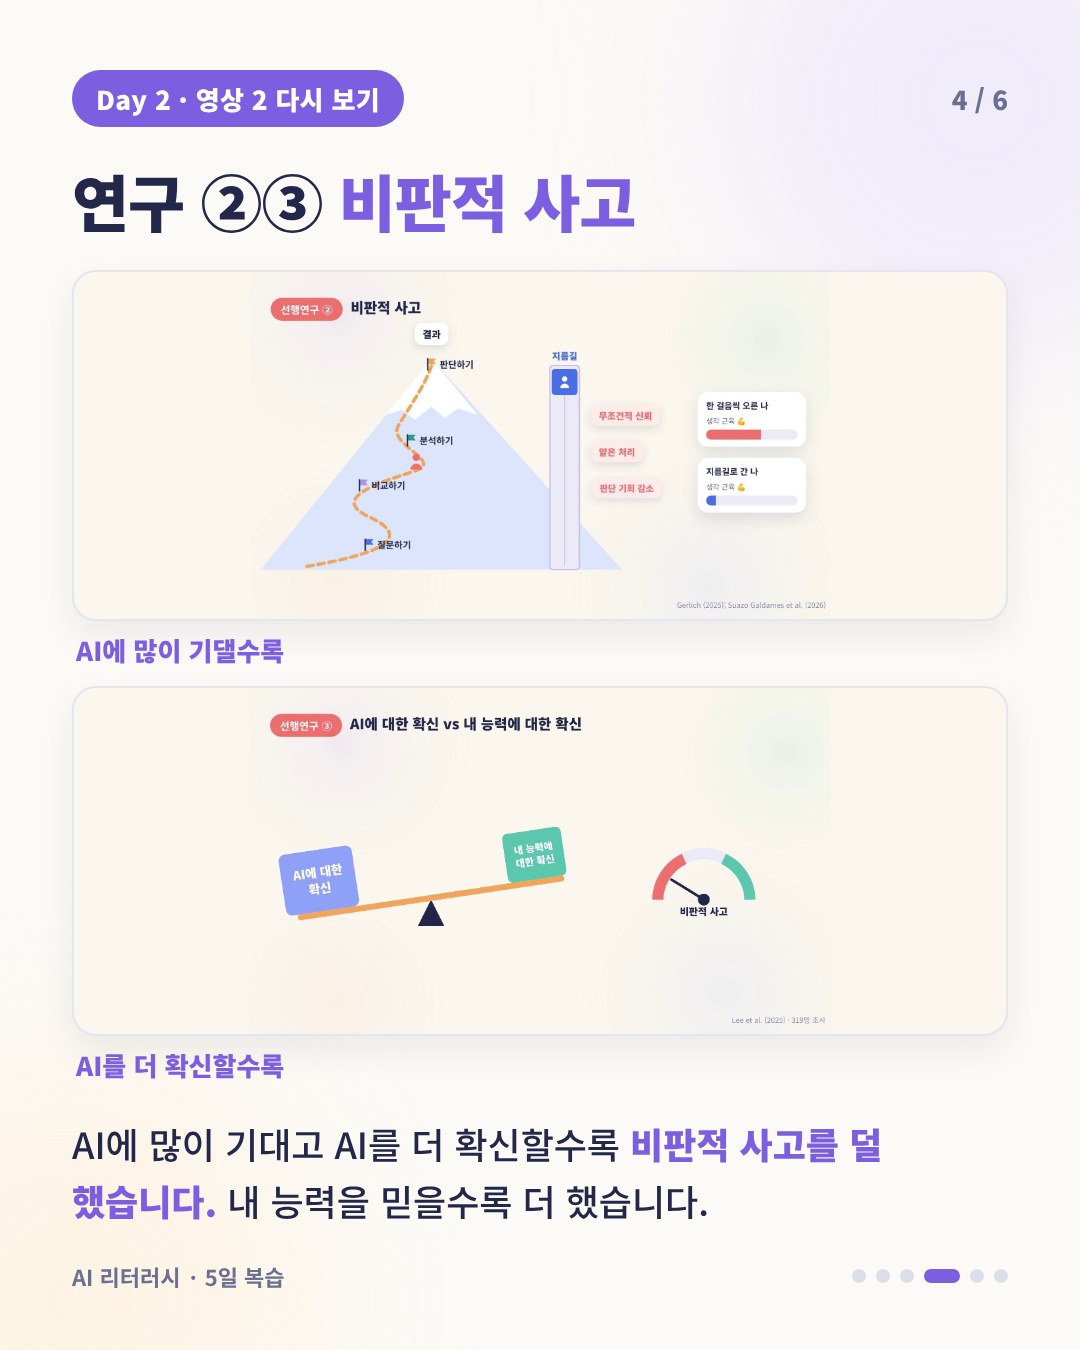 Day 2 · 영상 2 다시 보기
4 / 6
연구 ②③ 비판적 사고
선행연구 ②
비판적 사고
결과
판단하기
분석하기
비교하기
질문하기
지름길
무조건적 신뢰
얕은 처리
판단 기회 감소
한 걸음씩 오른 나
생각 근육 💪
지름길로 간 나
생각 근육 💪
Gerlich (2025); Suazo Galdames et al. (2026)
AI에 많이 기댈수록
선행연구 ③
AI에 대한 확신 vs 내 능력에 대한 확신
AI에 대한
확신
내 능력에
대한 확신
비판적 사고
Lee et al. (2025) · 319명 조사
AI를 더 확신할수록
AI에 많이 기대고 AI를 더 확신할수록 비판적 사고를 덜
했습니다. 내 능력을 믿을수록 더 했습니다.
AI 리터러시 · 5일 복습